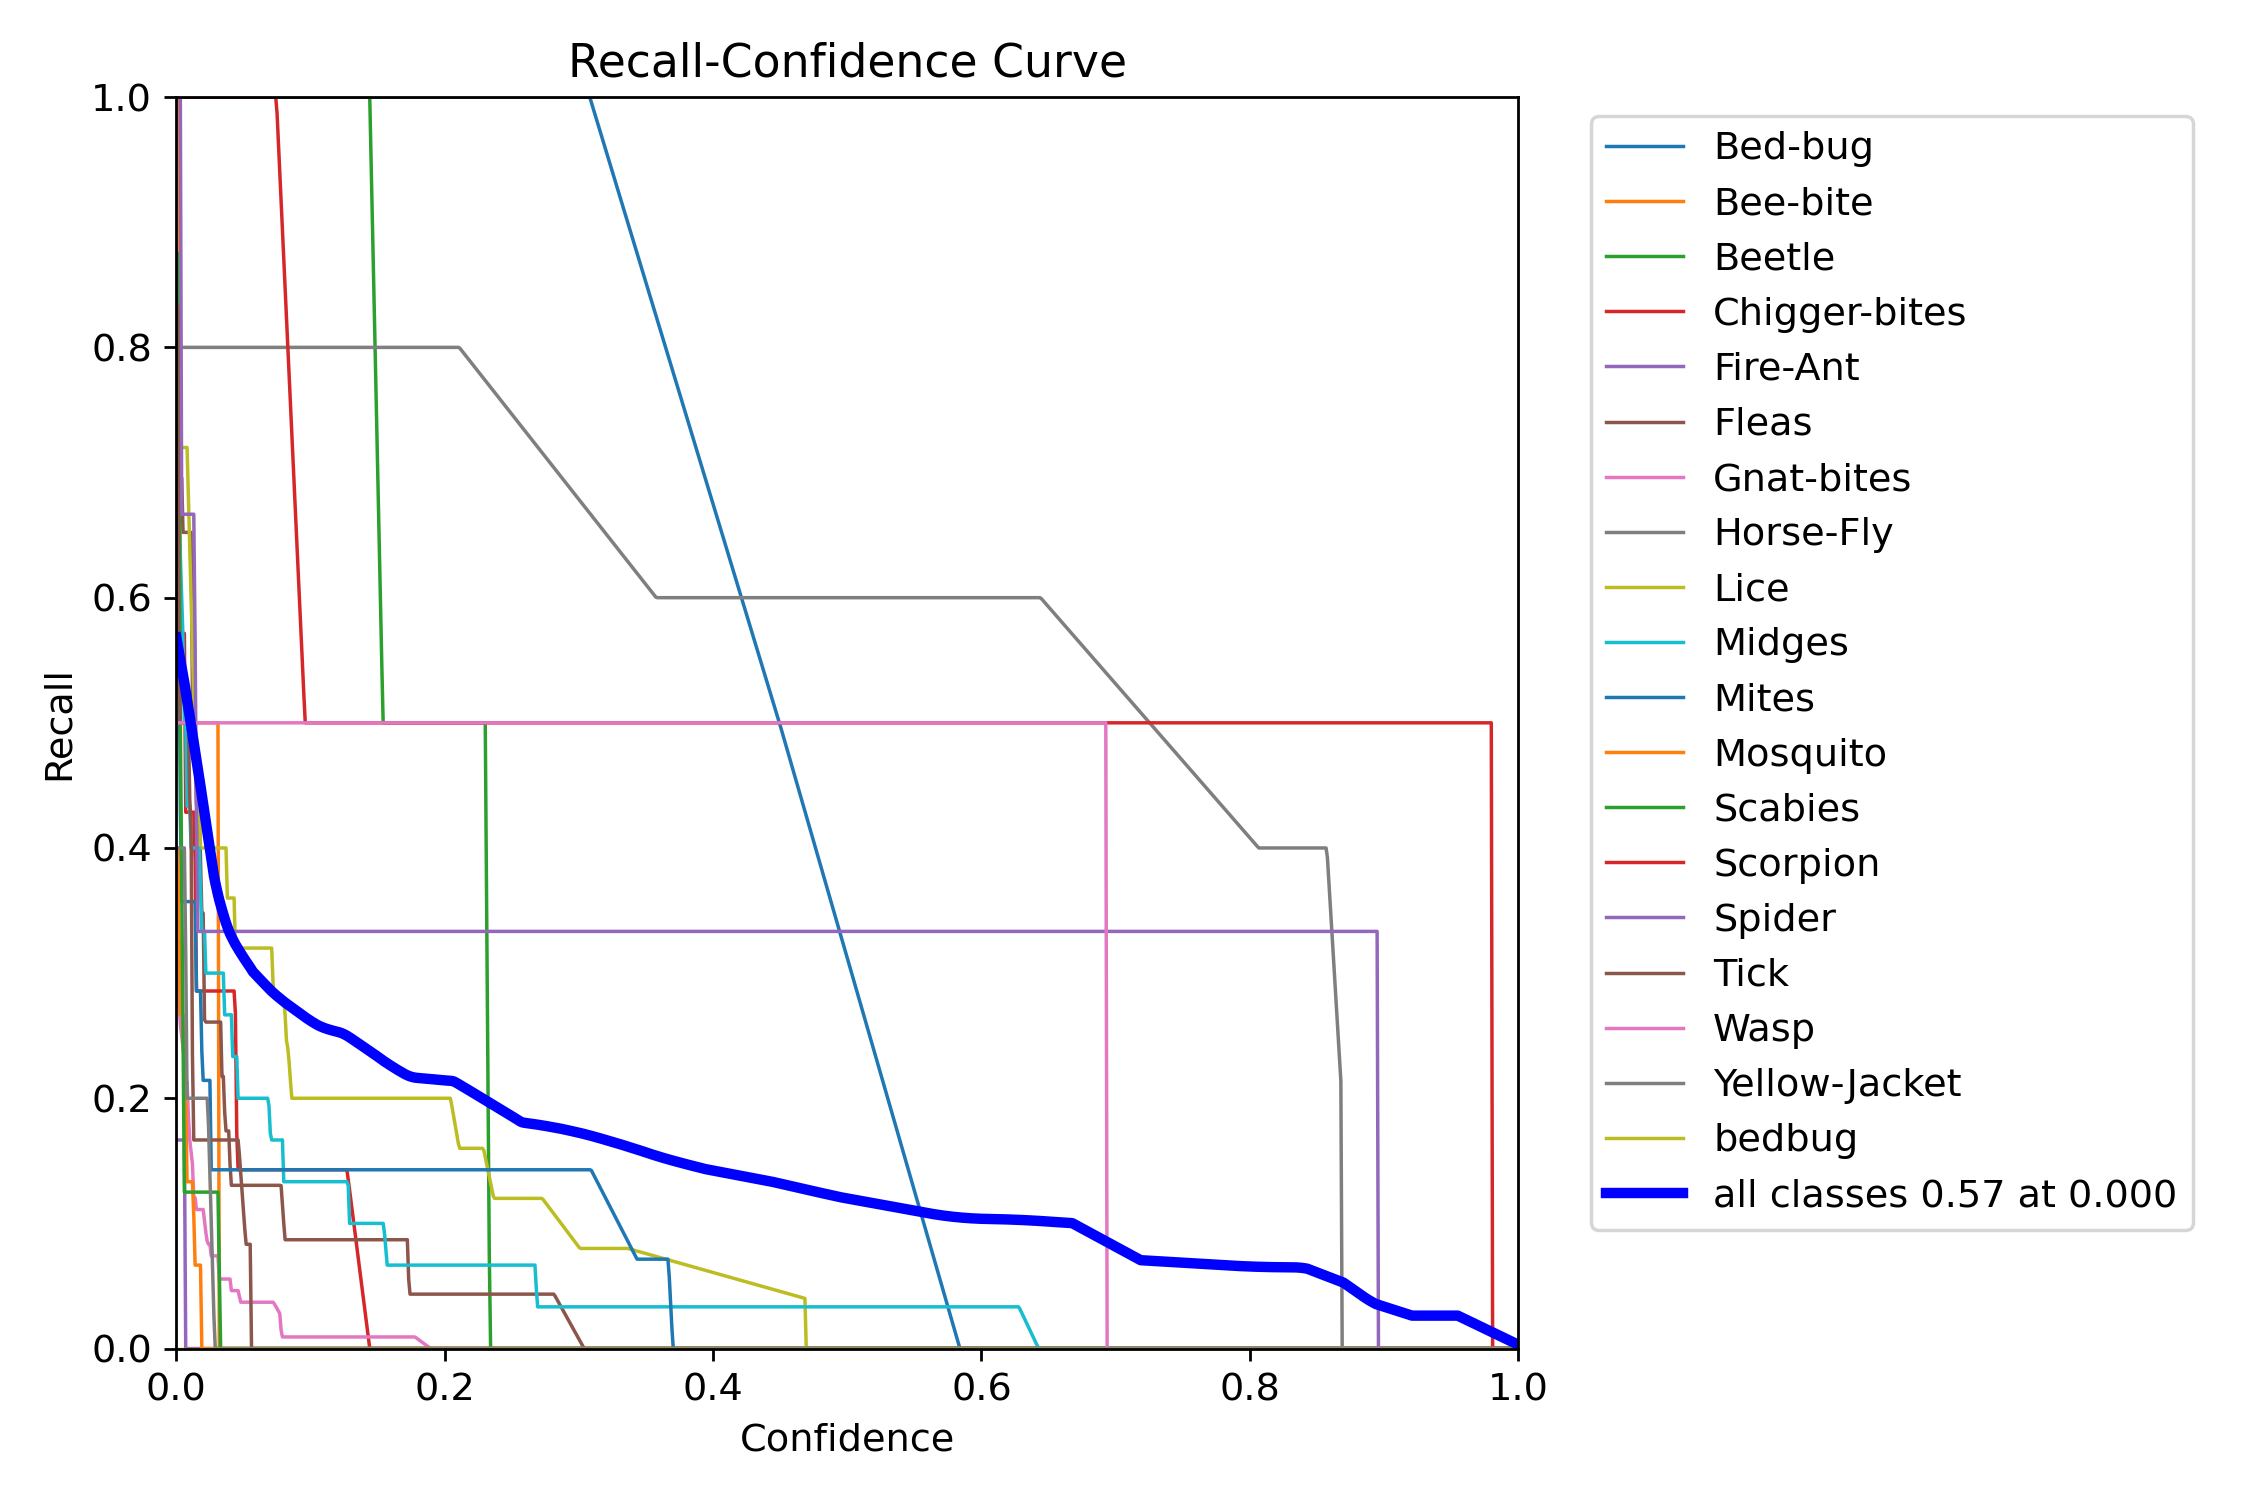 Recall-Confidence Curve
1.0
0.8
0.6
0.4
0.2
0.0
Recall
0.0 0.2 0.4 0.6 0.8 1.0
Confidence
Bed-bug
Bee-bite
Beetle
Chigger-bites
Fire-Ant
Fleas
Gnat-bites
Horse-Fly
Lice
Midges
Mites
Mosquito
Scabies
Scorpion
Spider
Tick
Wasp
Yellow-Jacket
bedbug
all classes 0.57 at 0.000